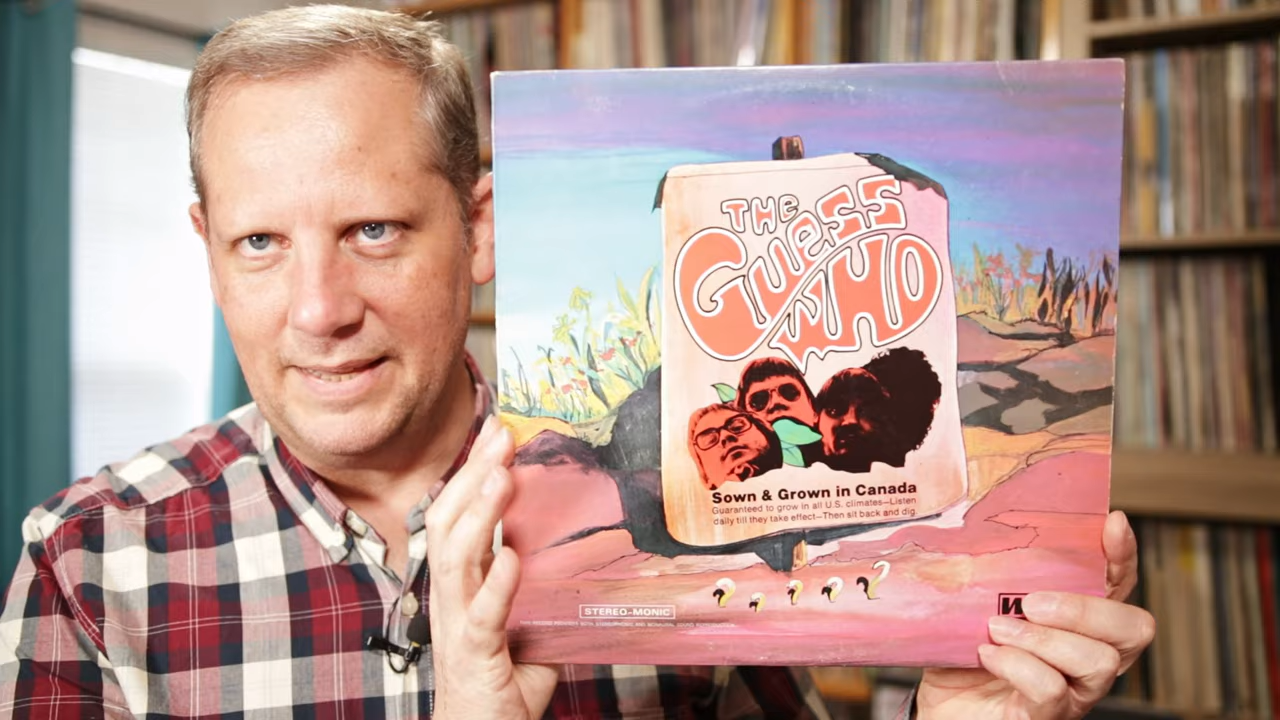 THE
GUESS
WHO
Sown & Grown in Canada
Guaranteed to grow in all U.S. climates—Listen
daily till they take effect—Then sit back and dig.
? ? ? ? ?
STEREO-MONIC
W